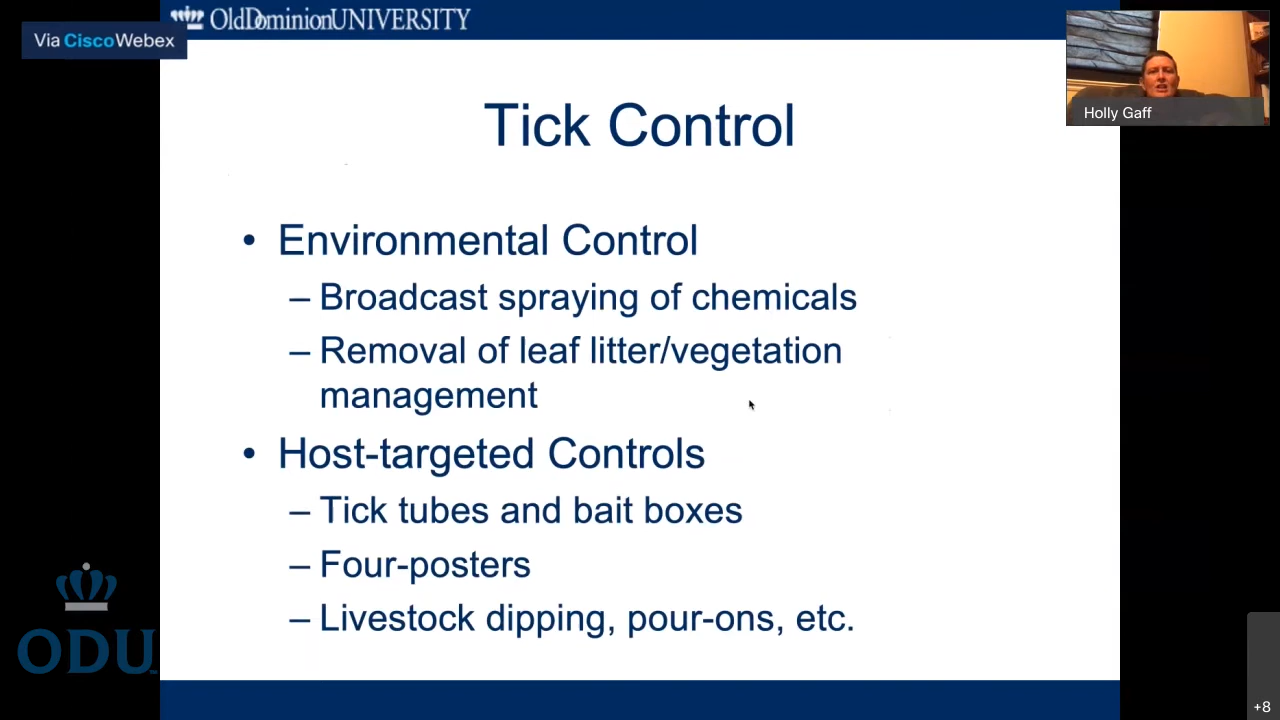 OldDominionUNIVERSITY
Via CiscoWebex
Holly Gaff
Tick Control
• Environmental Control
– Broadcast spraying of chemicals
– Removal of leaf litter/vegetation
management
• Host-targeted Controls
– Tick tubes and bait boxes
– Four-posters
– Livestock dipping, pour-ons, etc.
ODU
+8